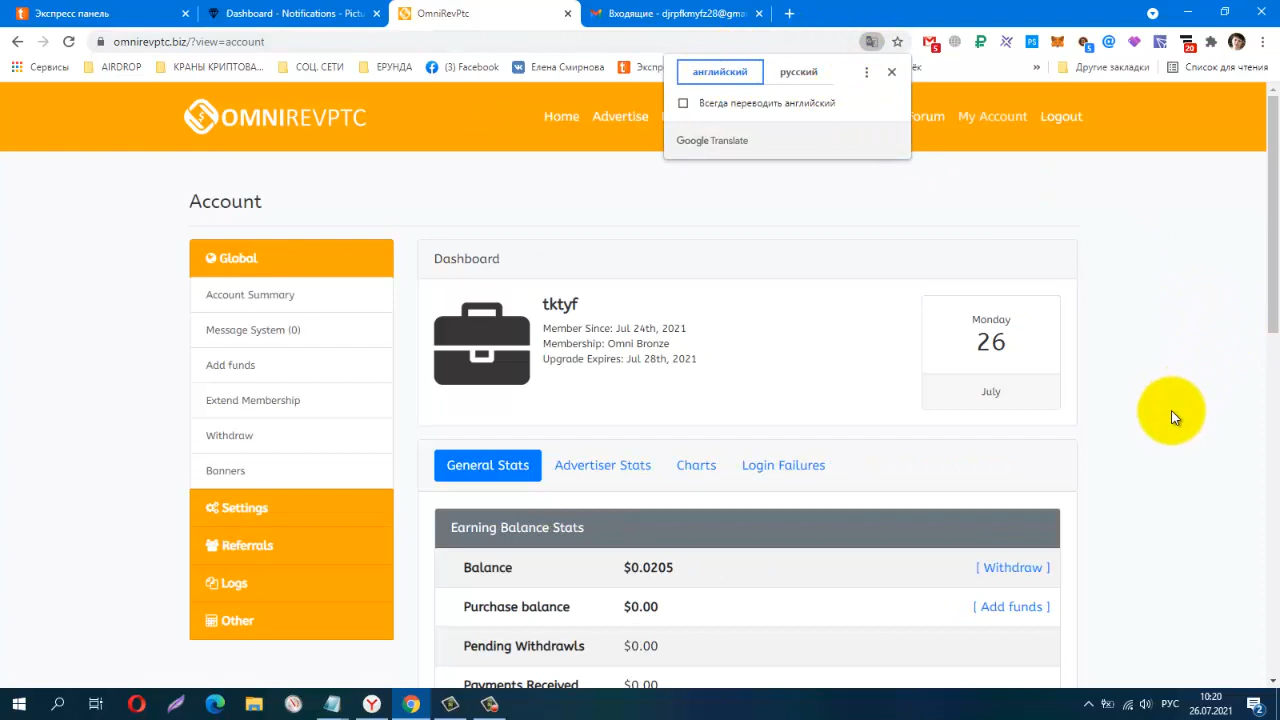 Экспресс панель
Dashboard - Notifications - Pictu
OmniRevPtc
Входящие - djrpfkmyfz28@gma
omnirevptc.biz/?view=account
Сервисы
AIRDROP
КРАНЫ КРИПТОВА...
СОЦ. СЕТИ
ЕРУНДА
(3) Facebook
Елена Смирнова
Экспр
»
Другие закладки
Список для чтения
английский
русский
Всегда переводить английский
Google Translate
OMNIREVPTC
Home
Advertise
Forum
My Account
Logout
Account
Global
Account Summary
Message System (0)
Add funds
Extend Membership
Withdraw
Banners
Settings
Referrals
Logs
Other
Dashboard
tktyf
Member Since: Jul 24th, 2021
Membership: Omni Bronze
Upgrade Expires: Jul 28th, 2021
Monday
26
July
General Stats
Advertiser Stats
Charts
Login Failures
Earning Balance Stats
Balance $0.0205 [ Withdraw ]
Purchase balance $0.00 [ Add funds ]
Pending Withdrawls $0.00
Payments Received $0.00
РУС
10:20
26.07.2021